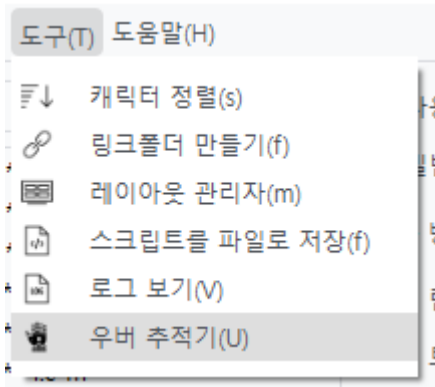 도구(T) 도움말(H)
캐릭터 정렬(s)
링크폴더 만들기(f)
레이아웃 관리자(m)
스크립트를 파일로 저장(f)
로그 보기(V)
우버 추적기(U)